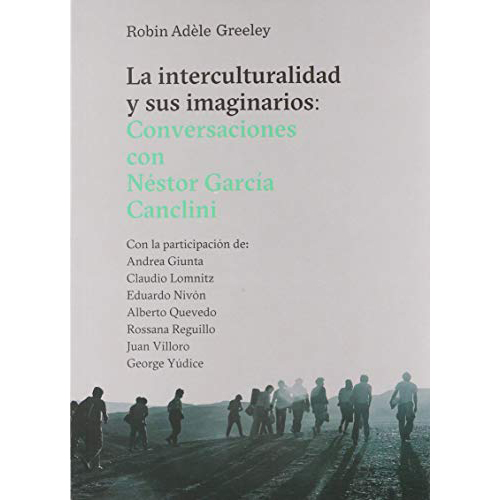 Robin Adèle Greeley
La interculturalidad
y sus imaginarios:
Conversaciones
con
Néstor García
Canclini
Con la participación de:
Andrea Giunta
Claudio Lomnitz
Eduardo Nivón
Alberto Quevedo
Rossana Reguillo
Juan Villoro
George Yúdice